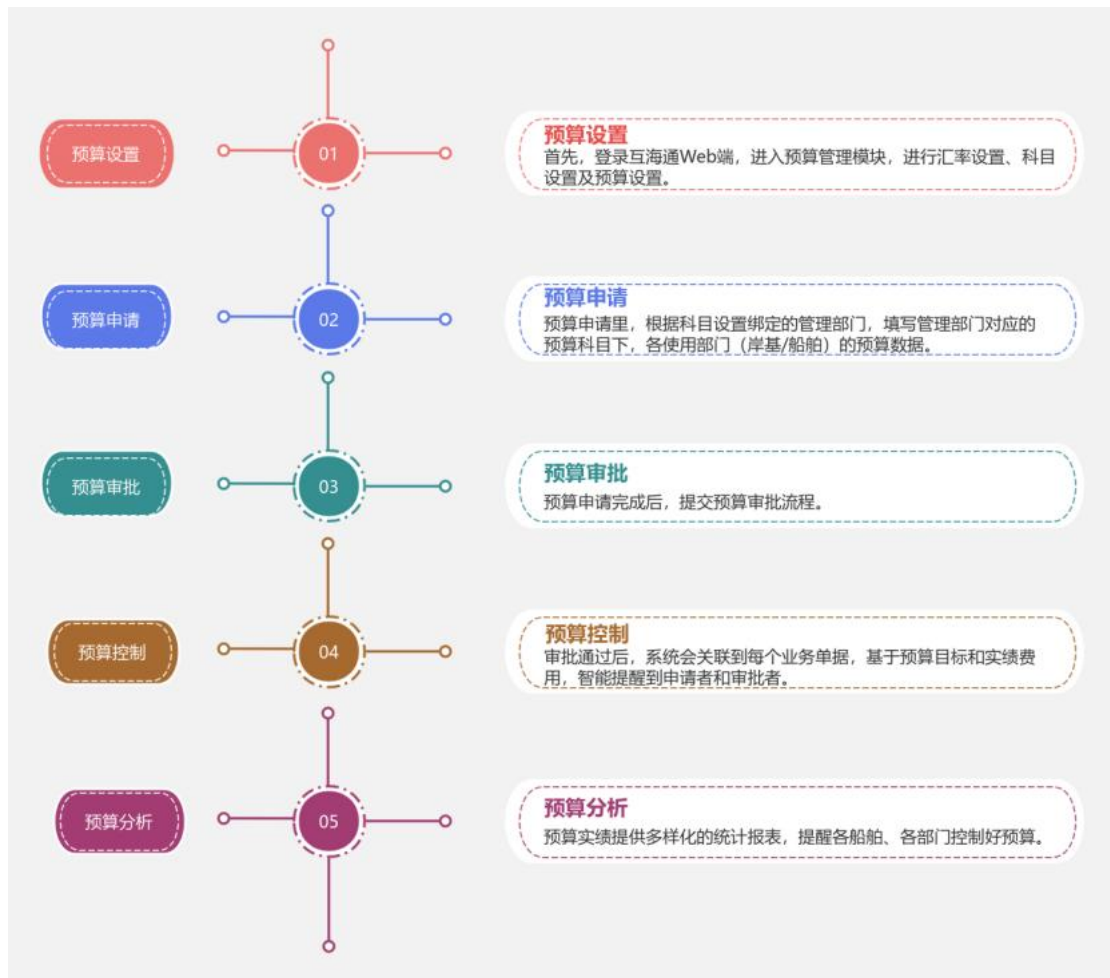 预算设置
01
预算设置
首先，登录互海通Web端，进入预算管理模块，进行汇率设置、科目
设置及预算设置。
预算申请
02
预算申请
预算申请里，根据科目设置绑定的管理部门，填写管理部门对应的
预算科目下，各使用部门（岸基/船舶）的预算数据。
预算审批
03
预算审批
预算申请完成后，提交预算审批流程。
预算控制
04
预算控制
审批通过后，系统会关联到每个业务单据，基于预算目标和实绩费
用，智能提醒到申请者和审批者。
预算分析
05
预算分析
预算实绩提供多样化的统计报表，提醒各船舶、各部门控制好预算。